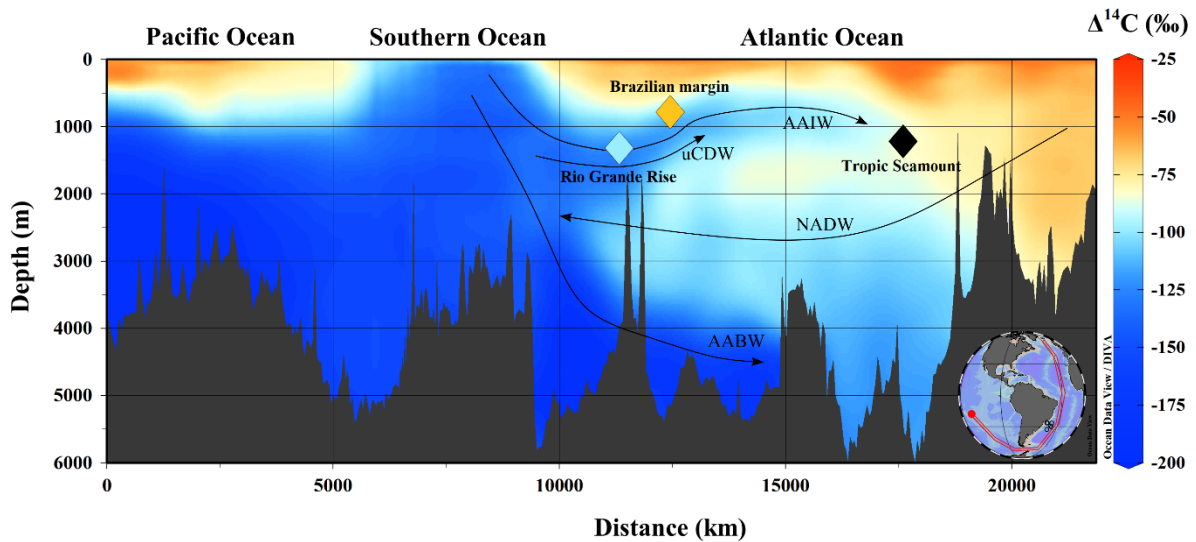 Pacific Ocean Southern Ocean Atlantic Ocean Δ¹⁴C (‰)
0
1000
2000
3000
4000
5000
6000
Depth (m)
Brazilian margin
AAIW
uCDW
Rio Grande Rise
Tropic Seamount
NADW
AABW
-25
-50
-75
-100
-125
-150
-175
-200
Ocean Data View / DIVA
0 5000 10000 15000 20000
Distance (km)